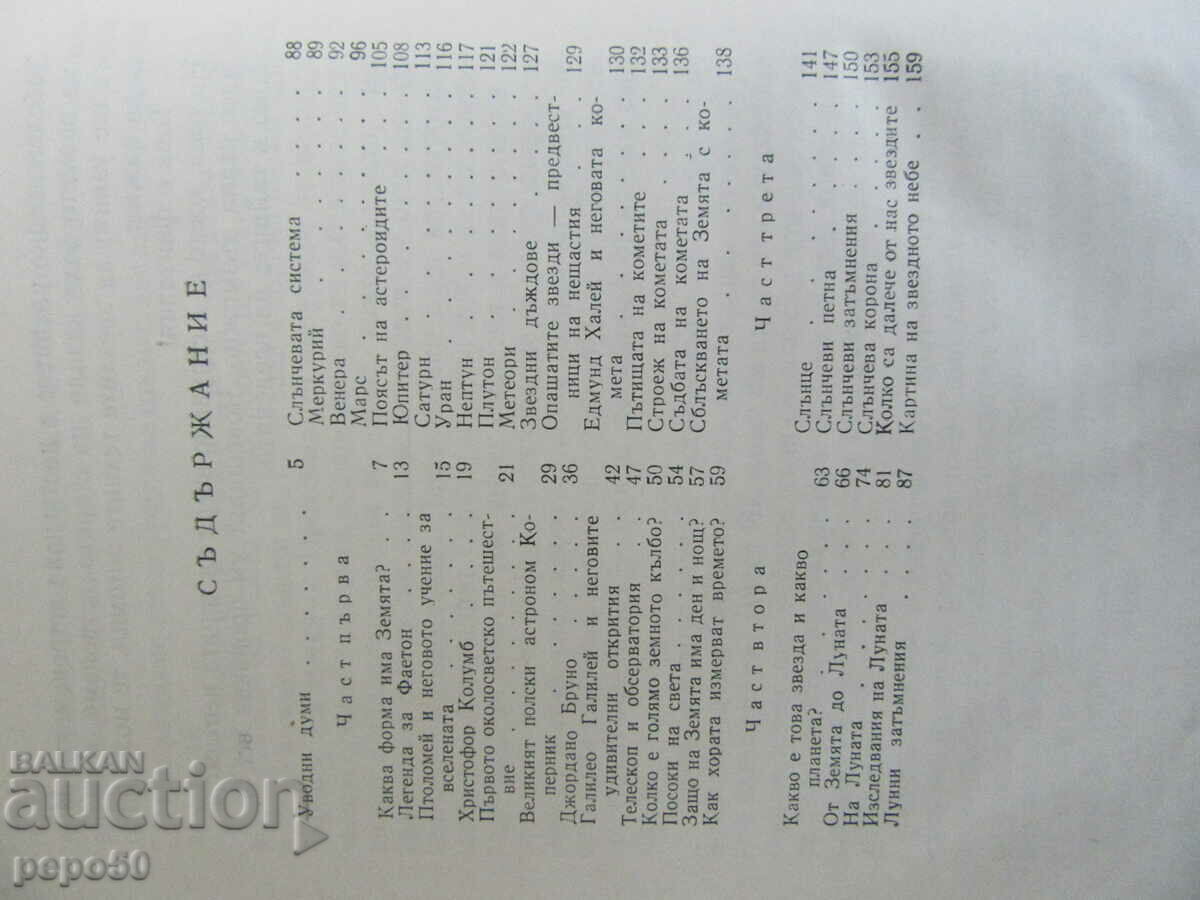 СЪДЪРЖАНИЕ
Уводни думи . . . . . . . 5
Част първа
Каква форма има Земята? . . 7
Легенда за Фаетон . . . . 13
Птоломей и неговото учение за
вселената . . . . . . 15
Христофор Колумб . . . . 19
Първото околосветско пътешест-
вие . . . . . . . . 21
Великият полски астроном Ко-
перник . . . . . . . 29
Джордано Бруно . . . . . 36
Галилео Галилей и неговите
удивителни открития . . . 42
Телескоп и обсерватория . . . 47
Колко е голямо земното кълбо? 50
Посоки на света . . . . . 54
Защо на Земята има ден и нощ? 57
Как хората измерват времето? 59
Част втора
Какво е това звезда и какво
планета? . . . . . . 63
От Земята до Луната . . . 66
На Луната . . . . . . 74
Изследвания на Луната . . . 81
Лунни затъмнения . . . . 87
Слънчевата система . . . . 88
Меркурий . . . . . . . 89
Венера . . . . . . . . 92
Марс . . . . . . . . 96
Поясът на астероидите . . . 105
Юпитер . . . . . . . 108
Сатурн . . . . . . . 113
Уран . . . . . . . . 116
Нептун . . . . . . . 117
Плутон . . . . . . . 121
Метеори . . . . . . . 122
Звездни дъждове . . . . . 127
Опашатите звезди — предвест-
ници на нещастия . . . 129
Едмунд Халей и неговата ко-
мета . . . . . . . 130
Пътищата на кометите . . . 132
Строеж на кометата . . . . 133
Съдбата на кометата . . . 136
Сблъскването на Земята с ко-
метата . . . . . . . 138
Част трета
Слънце . . . . . . . 141
Слънчеви петна . . . . . 147
Слънчеви затъмнения . . . 150
Слънчева корона . . . . . 153
Колко са далече от нас звездите 155
Картина на звездното небе . . 159
BALKAN
auction
pepo50